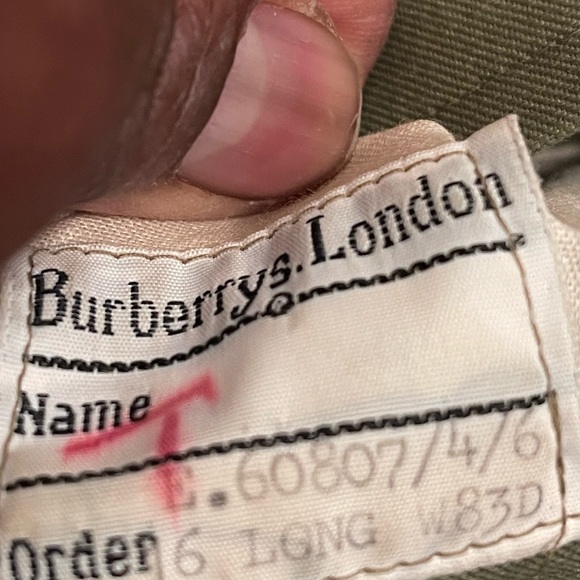 Burberrys. London
Name T
E.60807/4/6
Order 6 LONG W83D